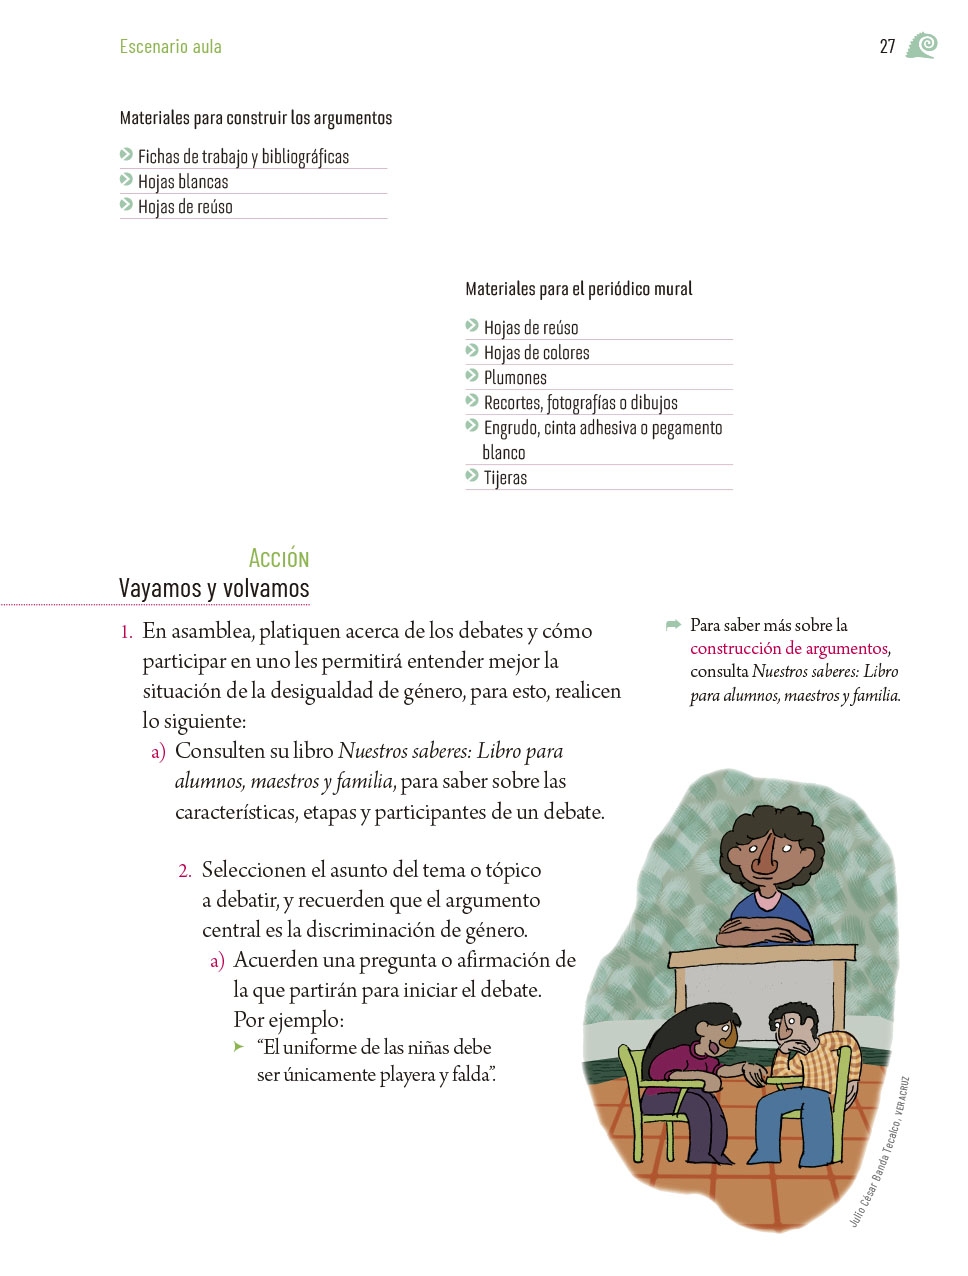 Escenario aula
27
Materiales para construir los argumentos
Fichas de trabajo y bibliográficas
Hojas blancas
Hojas de reúso
Materiales para el periódico mural
Hojas de reúso
Hojas de colores
Plumones
Recortes, fotografías o dibujos
Engrudo, cinta adhesiva o pegamento
blanco
Tijeras
Acción
Vayamos y volvamos
1. En asamblea, platiquen acerca de los debates y cómo
participar en uno les permitirá entender mejor la
situación de la desigualdad de género, para esto, realicen
lo siguiente:
a) Consulten su libro Nuestros saberes: Libro para
alumnos, maestros y familia, para saber sobre las
características, etapas y participantes de un debate.
Para saber más sobre la
construcción de argumentos,
consulta Nuestros saberes: Libro
para alumnos, maestros y familia.
2. Seleccionen el asunto del tema o tópico
a debatir, y recuerden que el argumento
central es la discriminación de género.
a) Acuerden una pregunta o afirmación de
la que partirán para iniciar el debate.
Por ejemplo:
“El uniforme de las niñas debe
ser únicamente playera y falda”.
Julio César Banda Tecalco, VERACRUZ